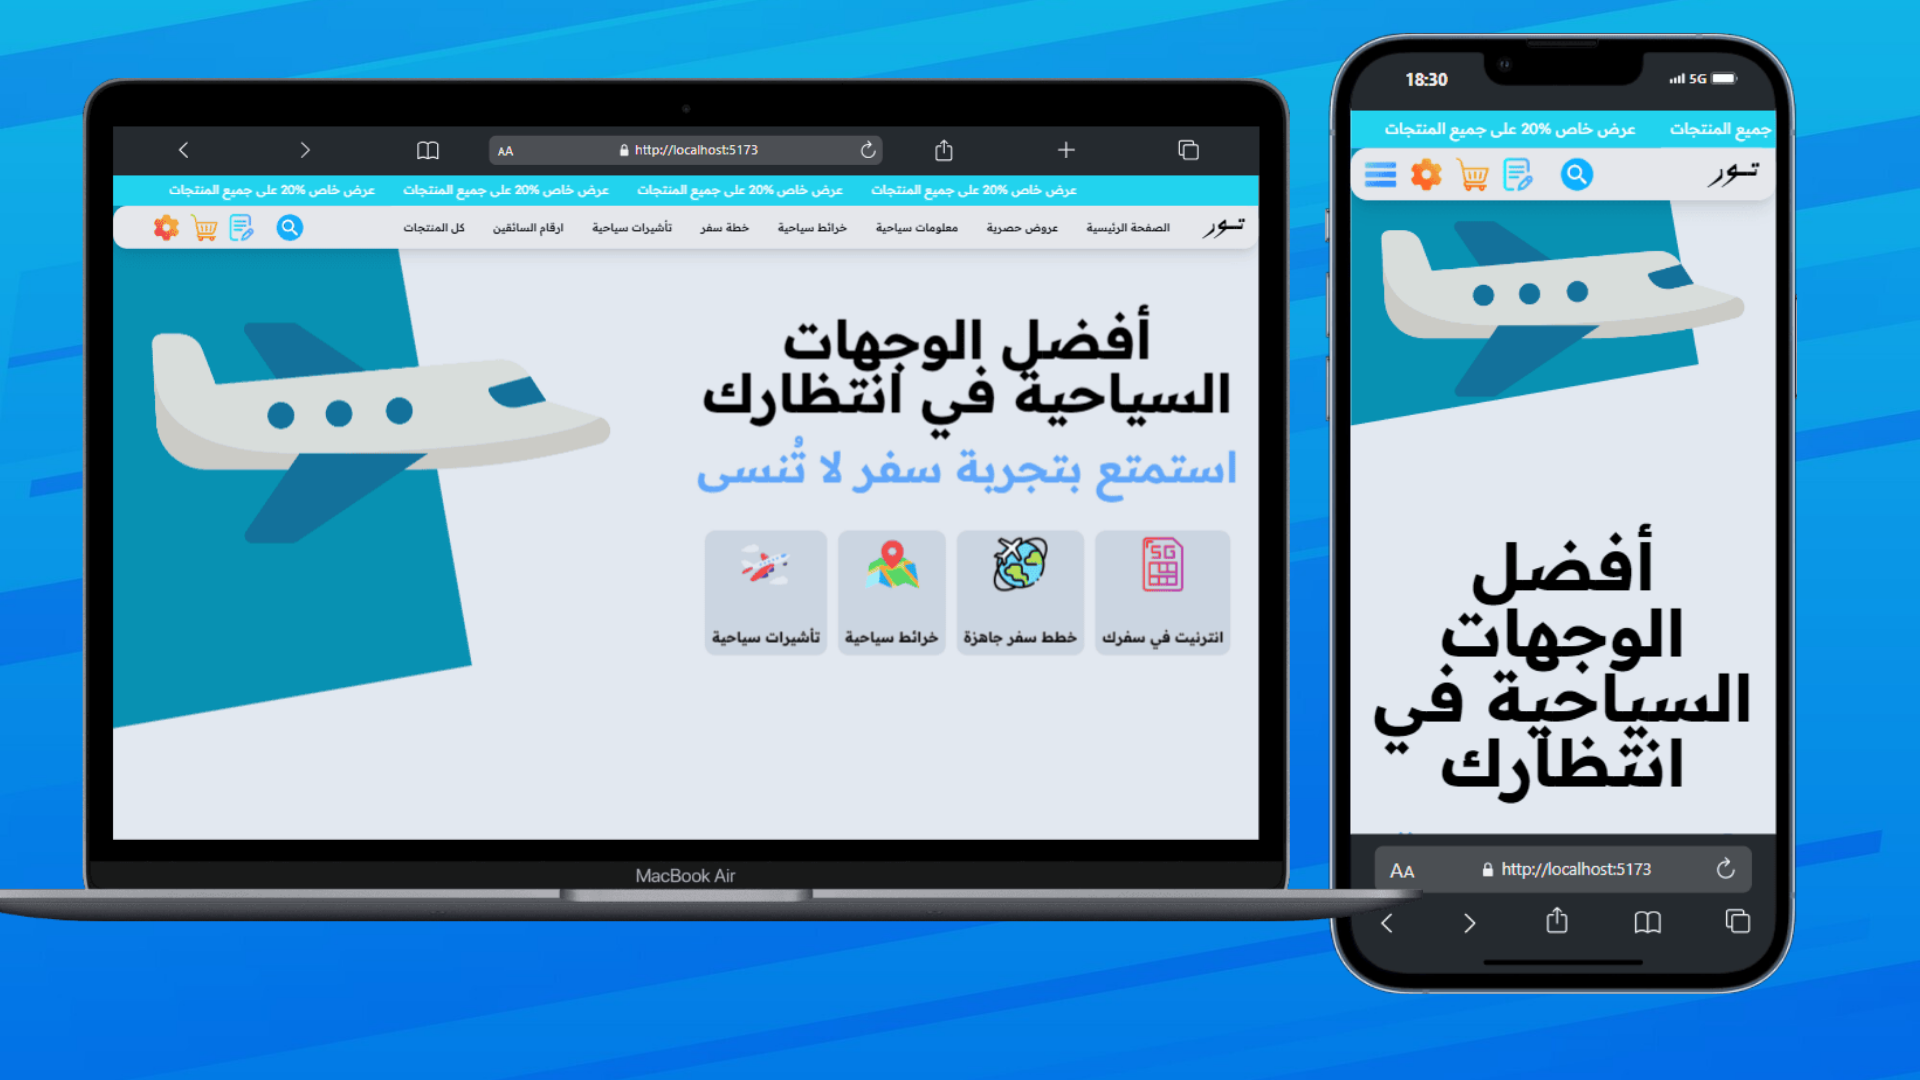 AA
http://localhost:5173
عرض خاص 20% على جميع المنتجات
عرض خاص 20% على جميع المنتجات
عرض خاص 20% على جميع المنتجات
عرض خاص 20% على جميع المنتجات
تور
الصفحة الرئيسية
عروض حصرية
معلومات سياحية
خرائط سياحية
خطة سفر
تأشيرات سياحية
ارقام السائقين
كل المنتجات
أفضل الوجهات
السياحية في انتظارك
استمتع بتجربة سفر لا تُنسى
5G
انترنيت في سفرك
خطط سفر جاهزة
خرائط سياحية
تأشيرات سياحية
MacBook Air
18:30
5G
جميع المنتجات
عرض خاص 20% على جميع المنتجات
تور
أفضل
الوجهات
السياحية في
انتظارك
AA
http://localhost:5173